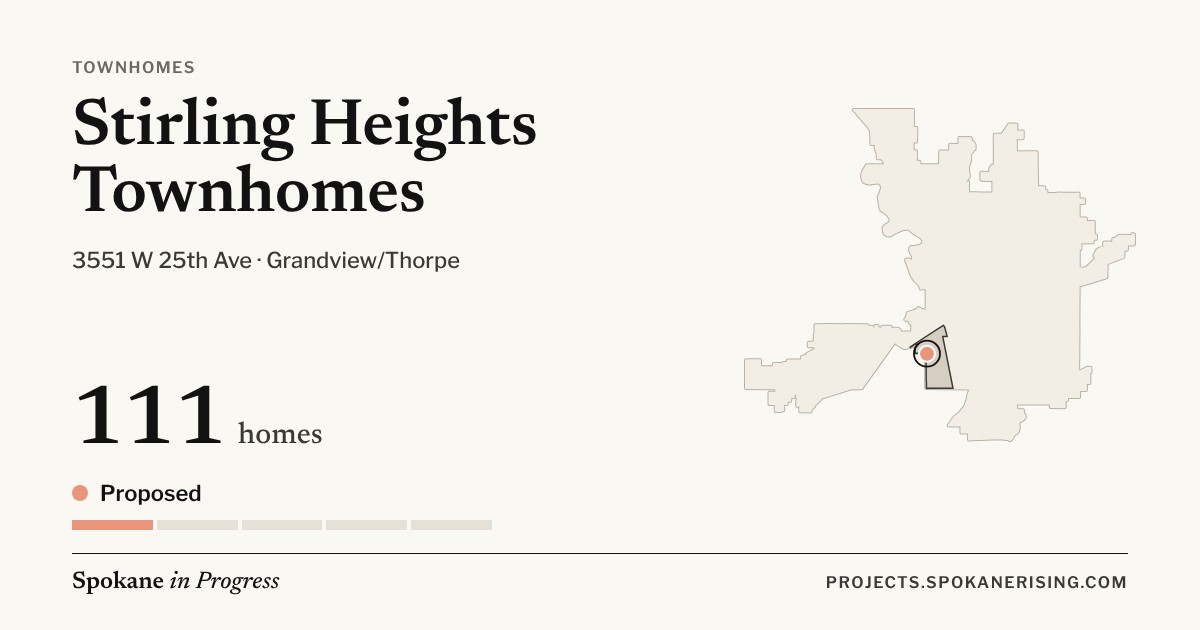 TOWNHOMES
Stirling Heights
Townhomes
3551 W 25th Ave · Grandview/Thorpe
111 homes
Proposed
Spokane in Progress
PROJECTS.SPOKANERISING.COM